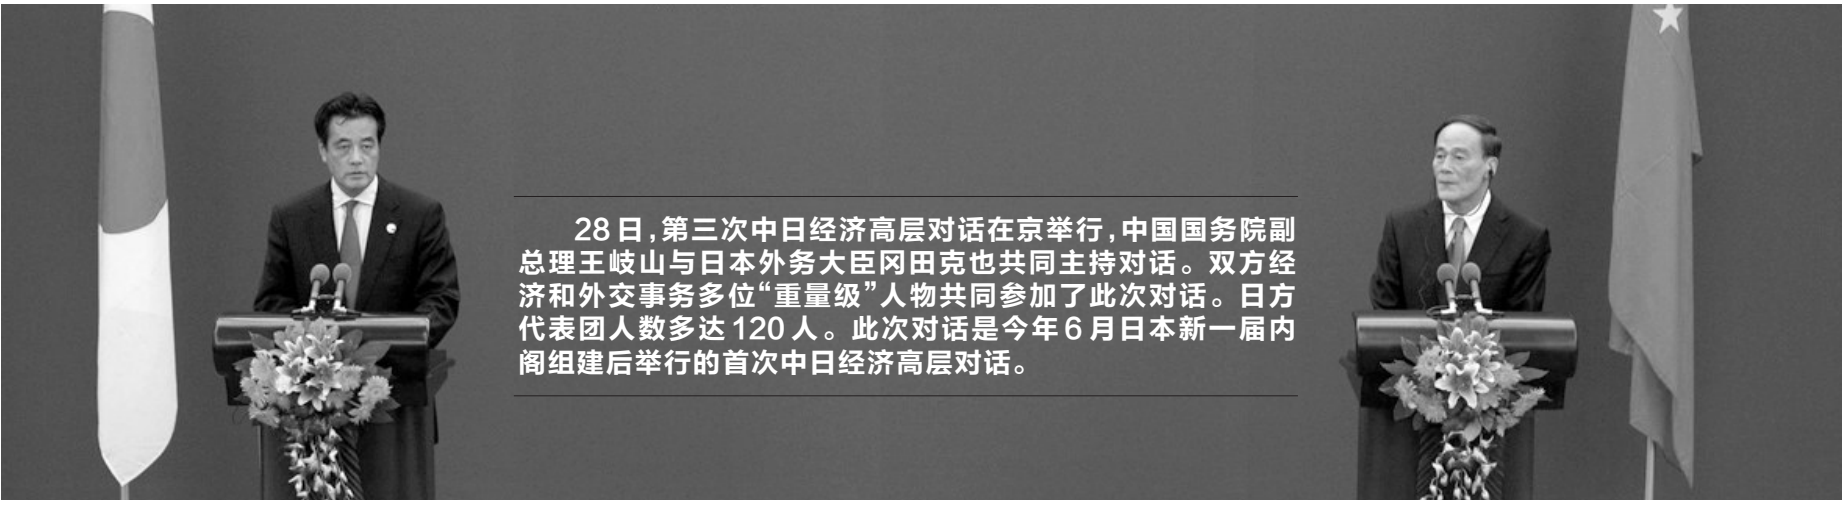 28日,第三次中日经济高层对话在京举行,中国国务院副
总理王岐山与日本外务大臣冈田克也共同主持对话。双方经
济和外交事务多位“重量级”人物共同参加了此次对话。日方
代表团人数多达120人。此次对话是今年6月日本新一届内
阁组建后举行的首次中日经济高层对话。